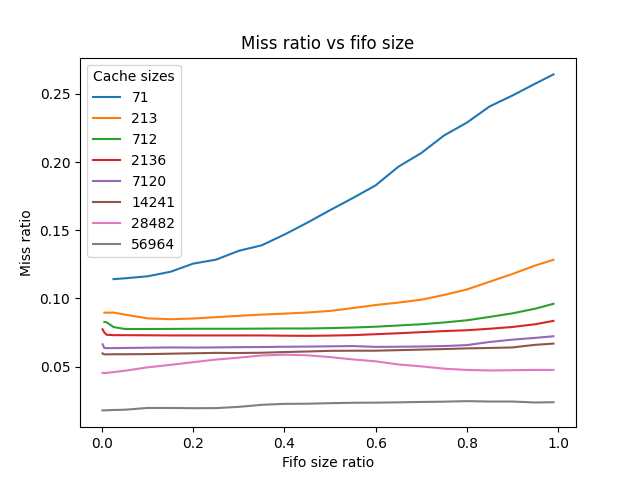 Miss ratio vs fifo size
Cache sizes
71
213
712
2136
7120
14241
28482
56964
0.25
0.20
0.15
0.10
0.05
Miss ratio
0.0 0.2 0.4 0.6 0.8 1.0
Fifo size ratio